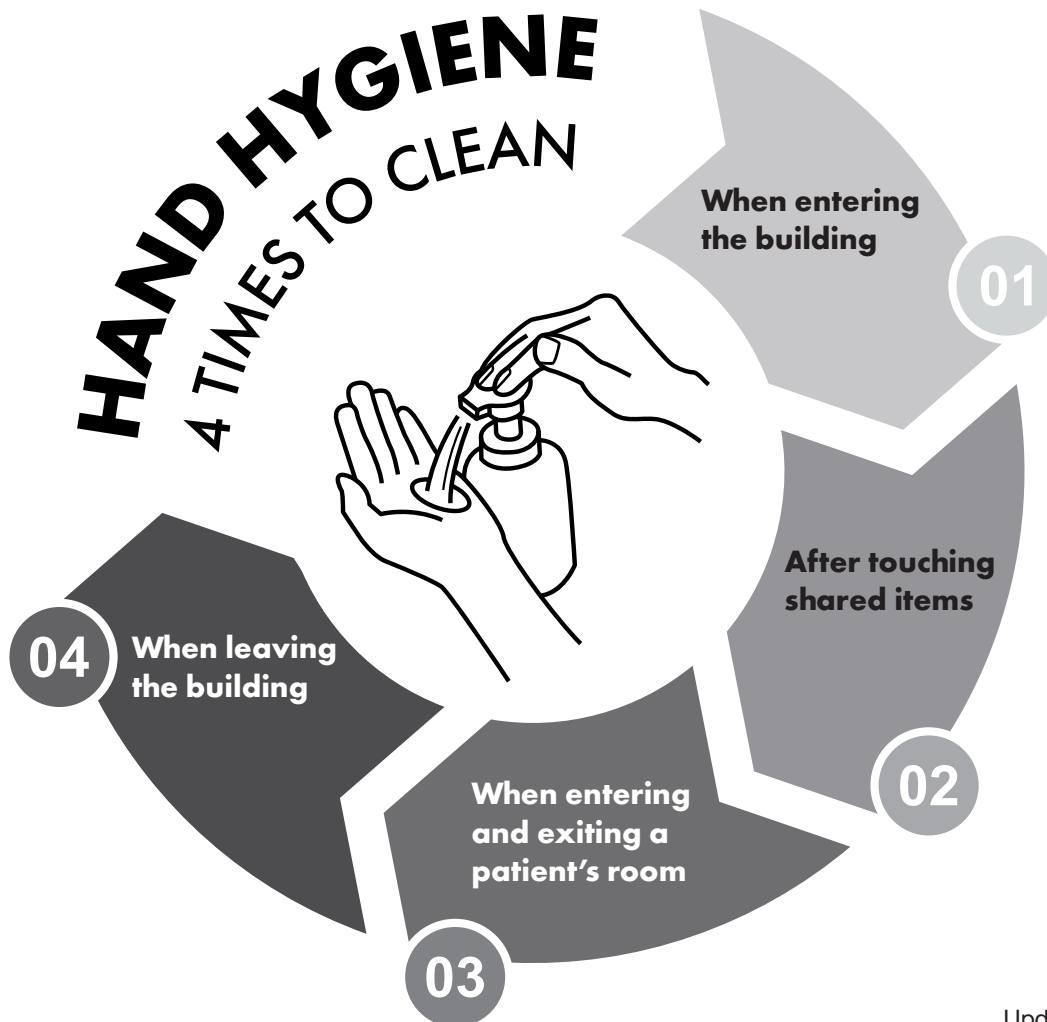 HAND HYGIENE
4 TIMES TO CLEAN
When entering
the building
01
After touching
shared items
02
When entering
and exiting a
patient’s room
03
When leaving
the building
04